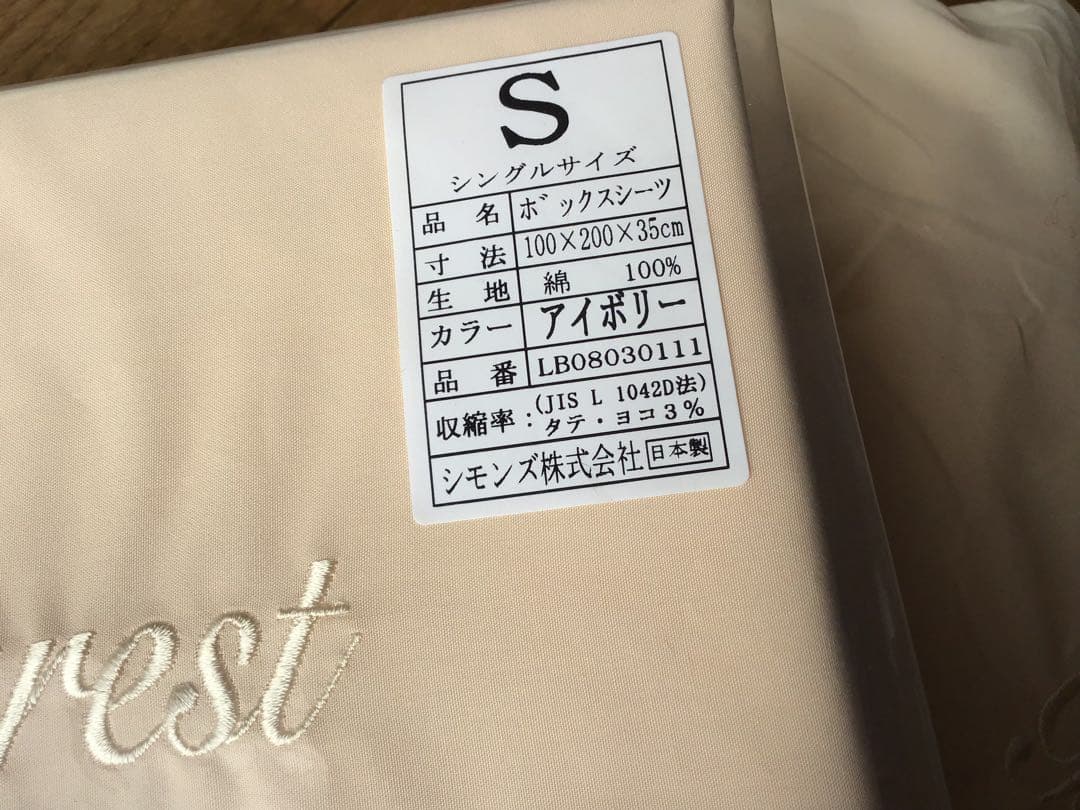 S
シングルサイズ
品名 ボックスシーツ
寸法 100×200×35cm
生地 綿 100%
カラー アイボリー
品番 LB08030111
収縮率: (JIS L 1042D法)
タテ・ヨコ3%
シモンズ株式会社 日本製
rest